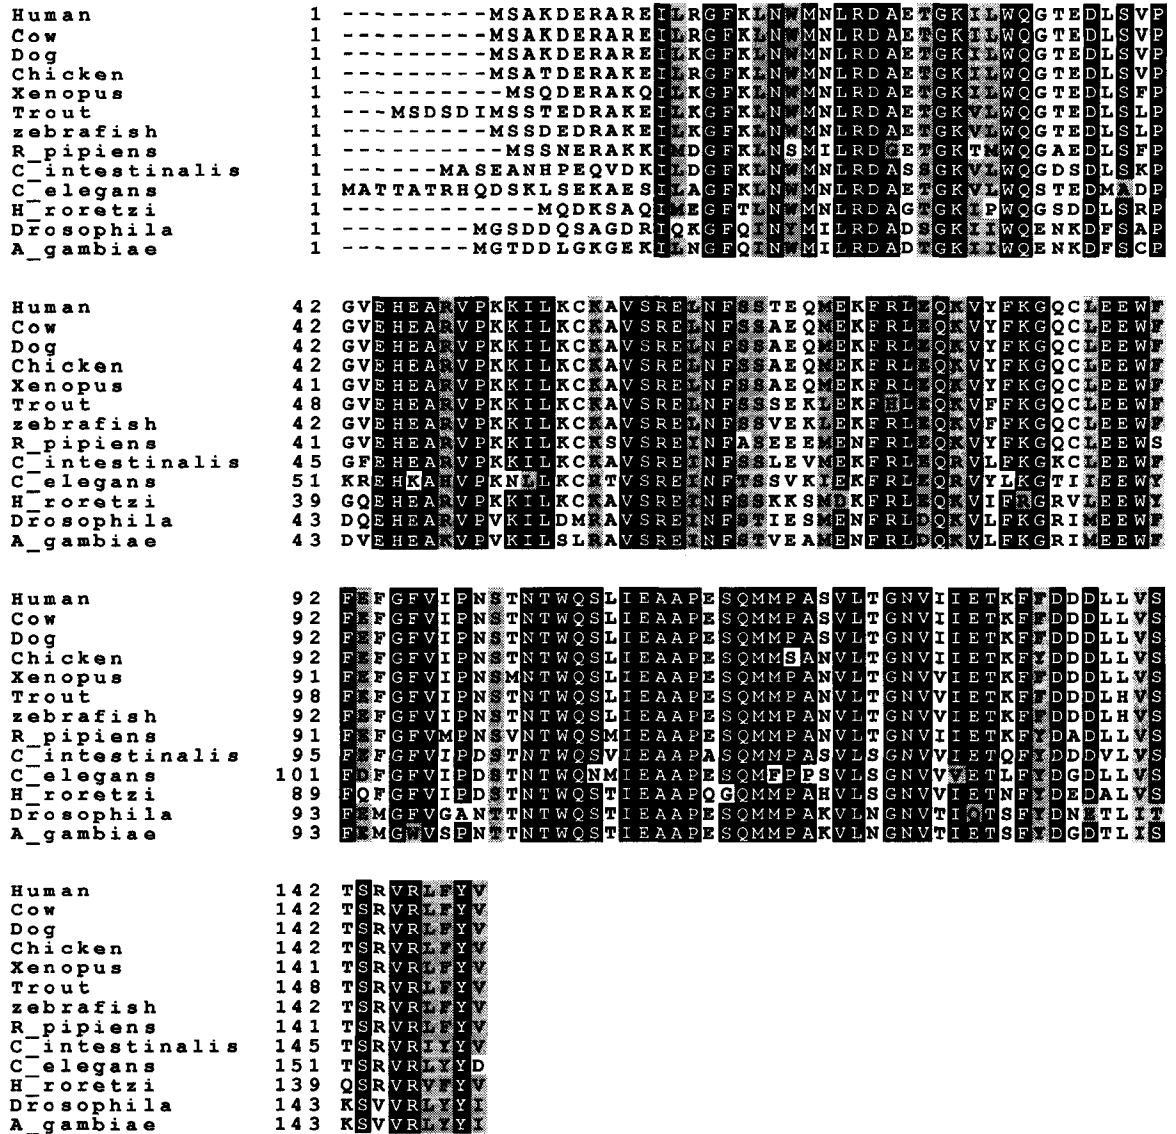 Human 1 ---------MSAKDERAREILRGFKLNWMNLRDAETGKILWQGTEDLSVP
Cow 1 ---------MSAKDERAREILRGFKLNWMNLRDAETGKILWQGTEDLSVP
Dog 1 ---------MSAKDERAREILRGFKLNWMNLRDAETGKILWQGTEDLSVP
Chicken 1 ---------MSATDERAKEILRGFKLNWMNLRDAETGKILWQGTEDLSVP
Xenopus 1 ----------MSQDERAKQILKGFKLNWMNLRDAETGKILWQGTEDLSFP
Trout 1 ---MSDSDIMSSTEDRAKEILKGFKLNWMNLRDAETGKVLWQGTEDLSLP
zebrafish 1 ---------MSSDEDRAKEILKGFKLNWMNLRDAETGKVLWQGTEDLSLP
R_pipiens 1 ----------MSSNERAKKIMDGFKLNSMILRDGETGKTMWQGAEDLSFP
C_intestinalis 1 ------MASEANHPEQVDKILDGFKLNWMNLRDASSGKVLWQGDSDLSKP
C_elegans 1 MATTATRHQDSKLSEKAESILAGFKLNWMNLRDAETGKVLWQSTEDMADP
H_roretzi 1 ------------MQDKSAQIMEGFTLNWMNLRDAGTGKIPWQGSDDLSRP
Drosophila 1 --------MGSDDQSAGDRIQKGFQINYMILRDADSGKIIWQENKDFSAP
A_gambiae 1 --------MGTDDLGKGEKILNGFQINWMILRDADTGKIIWQENKDFSCP
Human 42 GVEHEARVPKKILKCKAVSRELNFSSTEQMEKFRLEQKVYFKGQCLEEWF
Cow 42 GVEHEARVPKKILKCKAVSRELNFSSTEQMEKFRLEQKVYFKGQCLEEWF
Dog 42 GVEHEARVPKKILKCKAVSRELNFSSAEQMEKFRLEQKVYFKGQCLEEWF
Chicken 42 GVEHEARVPKKILKCKAVSRELNFSSAEQMEKFRLEQKVYFKGQCLEEWF
Xenopus 41 GVEHEARVPKKILKCKAVSRELNFSSAEQMEKFRLEQKVYFKGQCLEEWF
Trout 48 GVEHEARVPKKILKCKAVSRELNFSSSEKLEKFHLEQKVFFKGQCLEEWF
zebrafish 42 GVEHEARVPKKILKCKAVSRELNFSSVEKLEKFRLEQKVFFKGQCLEEWF
R_pipiens 41 GVEHEARVPKKILKCKSVSREINFASEEEMENFRLEQKVYFKGQCLEEWS
C_intestinalis 45 GFEHEARVPKKILKCKAVSREINFSSLEVMEKFRLEQRVLFKGKCLEEWF
C_elegans 51 KREHKAHVPKNLLKCRTVSREINFTSSVKIEKFRLEQRVYLKGTIIEEWY
H_roretzi 39 GQEHEARVPKKILKCKAVSREINFSSKKSMDKFRLEQKVIFRGRVLEEWY
Drosophila 43 DQEHEARVPVKILDMRAVSREINFSTIESMENFRLDQKVLFKGRIMEEWF
A_gambiae 43 DVEHEAKVPVKILSLRAVSREINFSTVEAMENFRLDQKVLFKGRIMEEWF
Human 92 FEFGFVIPNSTNTWQSLIEAAPESQMMPASVLTGNVIIETKFFDDDLLVS
Cow 92 FEFGFVIPNSTNTWQSLIEAAPESQMMPASVLTGNVIIETKFFDDDLLVS
Dog 92 FEFGFVIPNSTNTWQSLIEAAPESQMMPASVLTGNVIIETKFFDDDLLVS
Chicken 92 FEFGFVIPNSTNTWQSLIEAAPESQMMSANVLTGNVIIETKFYDDDLLVS
Xenopus 91 FEFGFVIPNSMNTWQSLIEAAPESQMMPANVLTGNVVIETKFFDDDLLVS
Trout 98 FEFGFVIPNSTNTWQSLIEAAPESQMMPANVLTGNVVIETKFFDDDLHVS
zebrafish 92 FEFGFVIPNSTNTWQSLIEAAPESQMMPANVLTGNVVIETKFFDDDLHVS
R_pipiens 91 FEFGFVMPNSVNTWQSMIEAAPESQMMPANVLTGNVIIETKFYDADLLVS
C_intestinalis 95 FEFGFVIPDSTNTWQSVIEAAPASQMMPASVLSGNVVIETQFYDDDVLVS
C_elegans 101 FDFGFVIPDSTNTWQNMIEAAPESQMFPPSVLSGNVVVETLFYDGDLLVS
H_roretzi 89 FQFGFVIPDSTNTWQSTIEAAPQGQMMPAHVLSGNVVIETNFYDEDALVS
Drosophila 93 FEMGFVGANTTNTWQSTIEAAPESQMMPAKVLNGNVTIQTSFYDNETLIT
A_gambiae 93 FEMGWVSPNTTNTWQSTIEAAPESQMMPAKVLNGNVTIETSFYDGDTLIS
Human 142 TSRVRLFYV
Cow 142 TSRVRLFYV
Dog 142 TSRVRLFYV
Chicken 142 TSRVRLFYV
Xenopus 141 TSRVRLFYV
Trout 148 TSRVRLFYV
zebrafish 142 TSRVRLFYV
R_pipiens 141 TSRVRLFYV
C_intestinalis 145 TSRVRIYYV
C_elegans 151 TSRVRLYYD
H_roretzi 139 QSRVRVFYV
Drosophila 143 KSVVRLYYI
A_gambiae 143 KSVVRLYYI